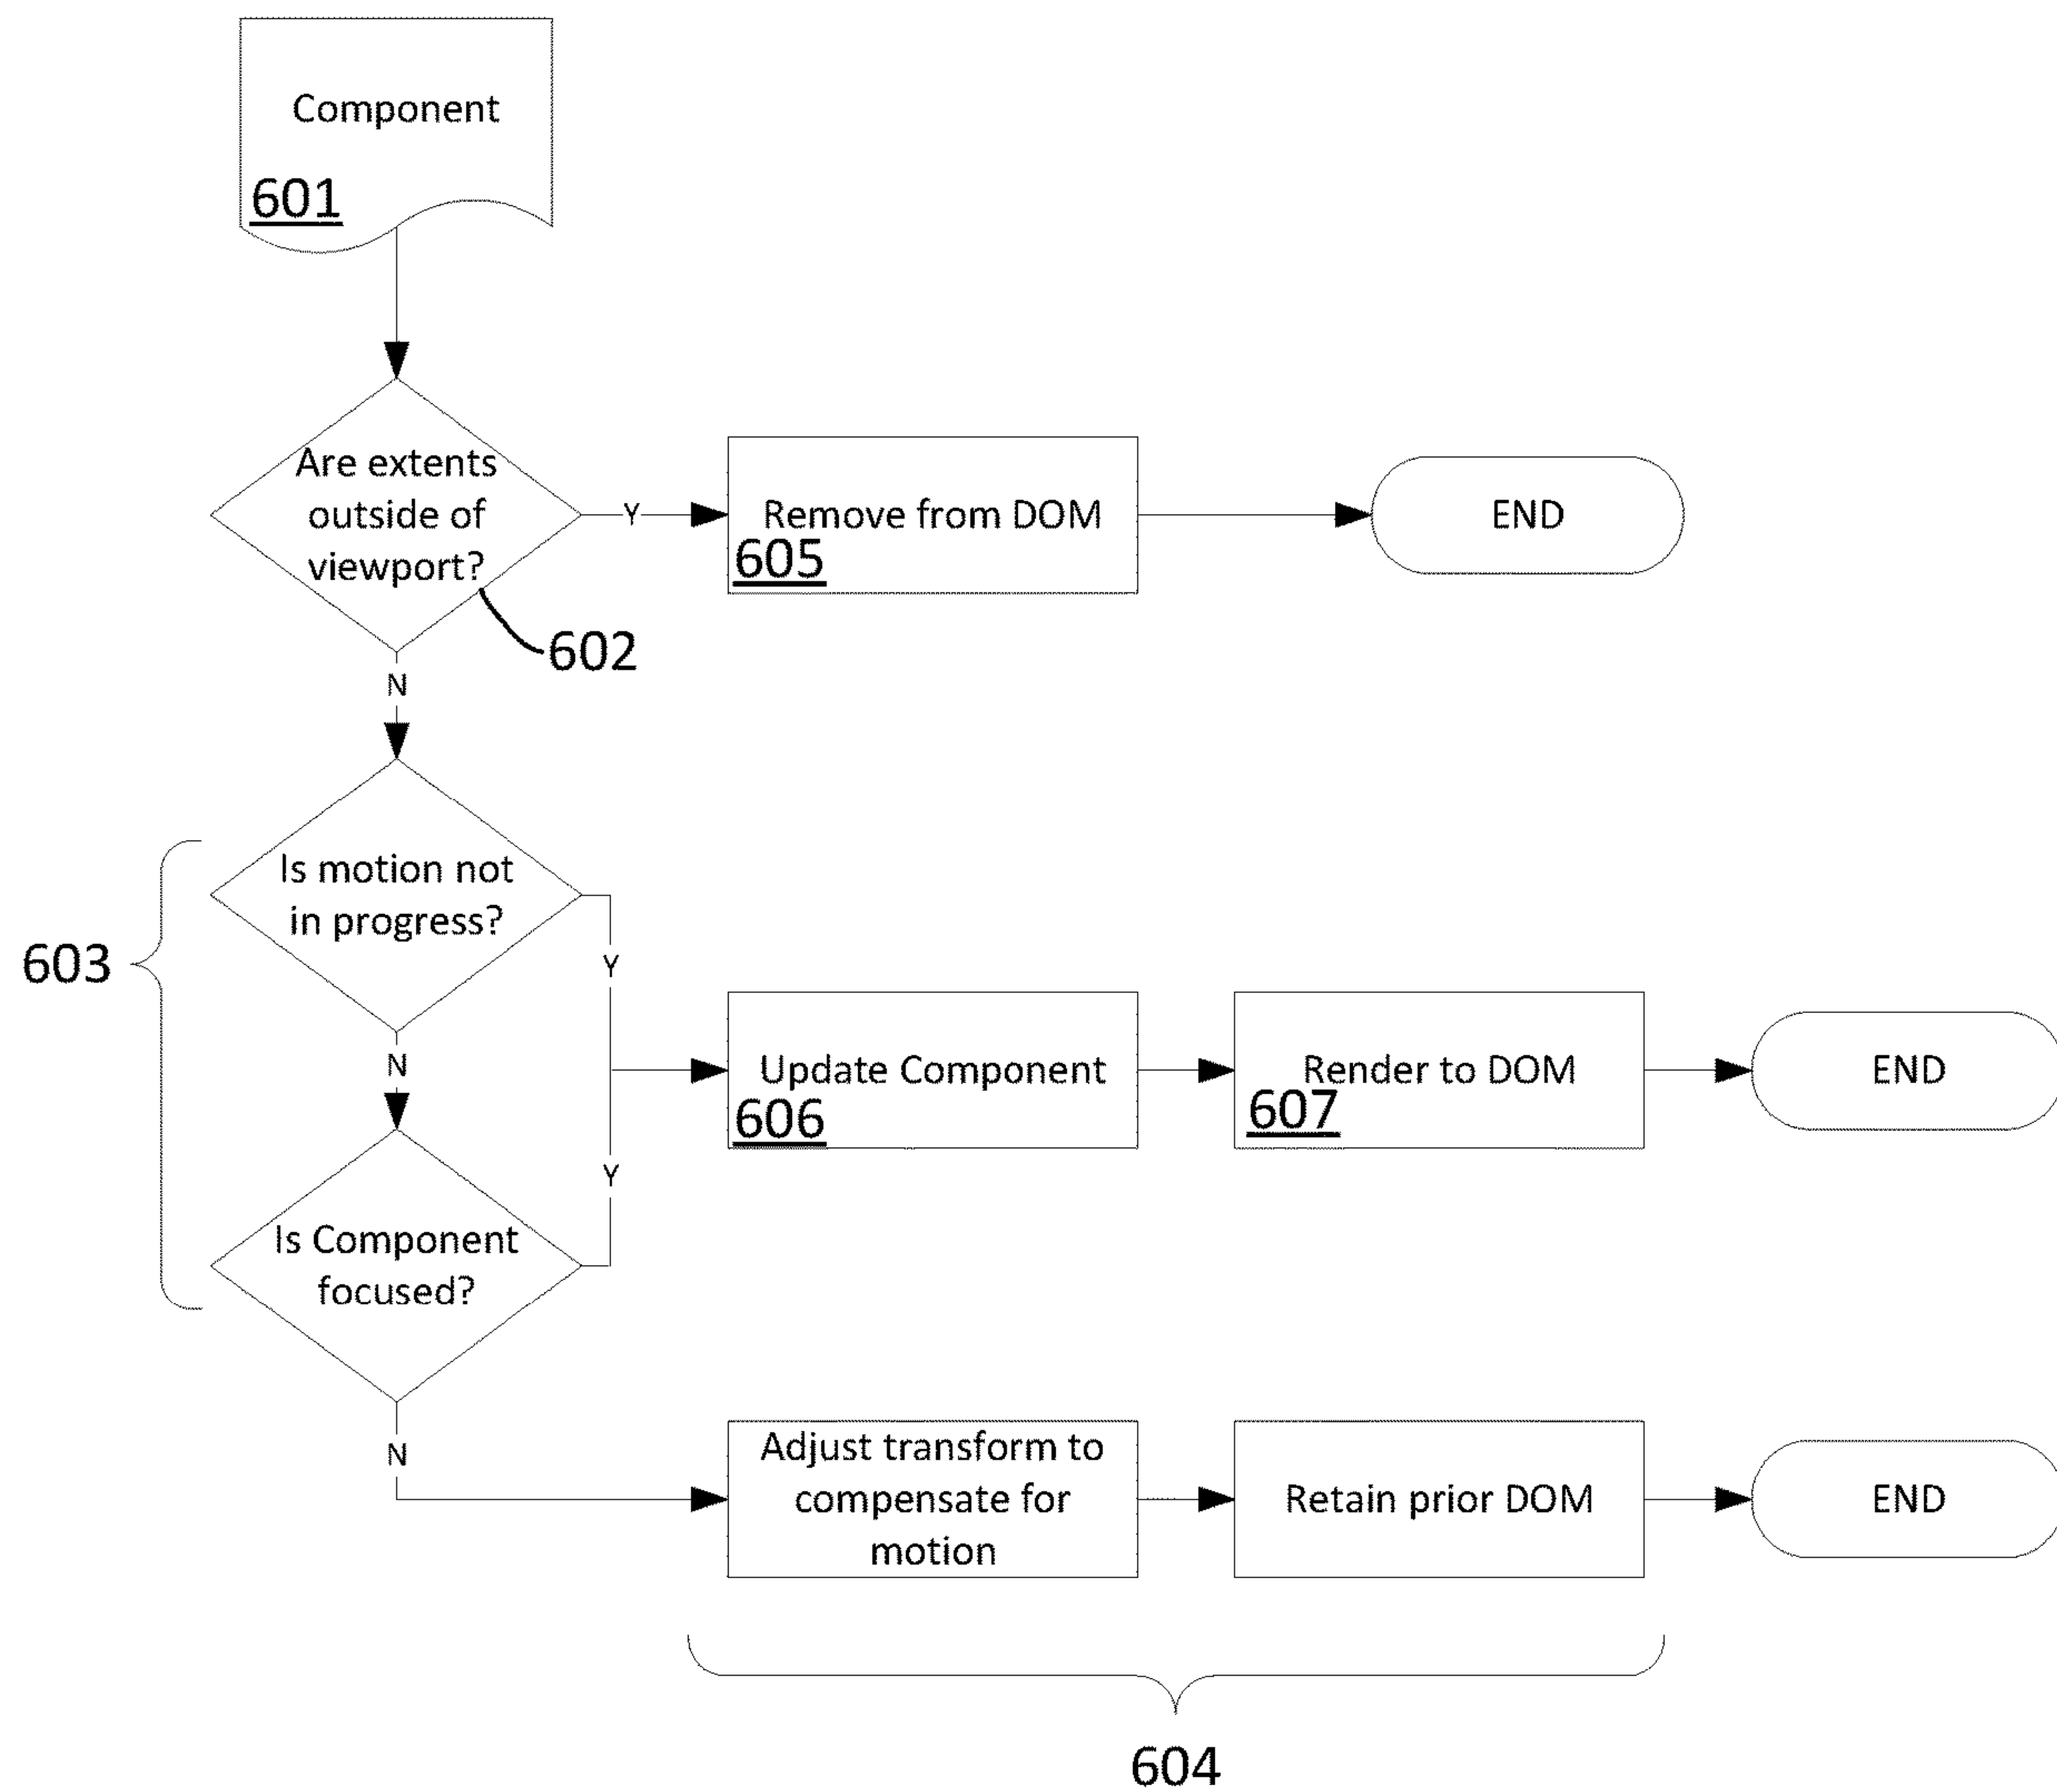 Component
601
Are extents
outside of
viewport?
602
Y
Remove from DOM
605
END
N
Is motion not
in progress?
603
Y
N
Update Component
606
Render to DOM
607
END
Y
Is Component
focused?
N
Adjust transform to
compensate for
motion
Retain prior DOM
END
604